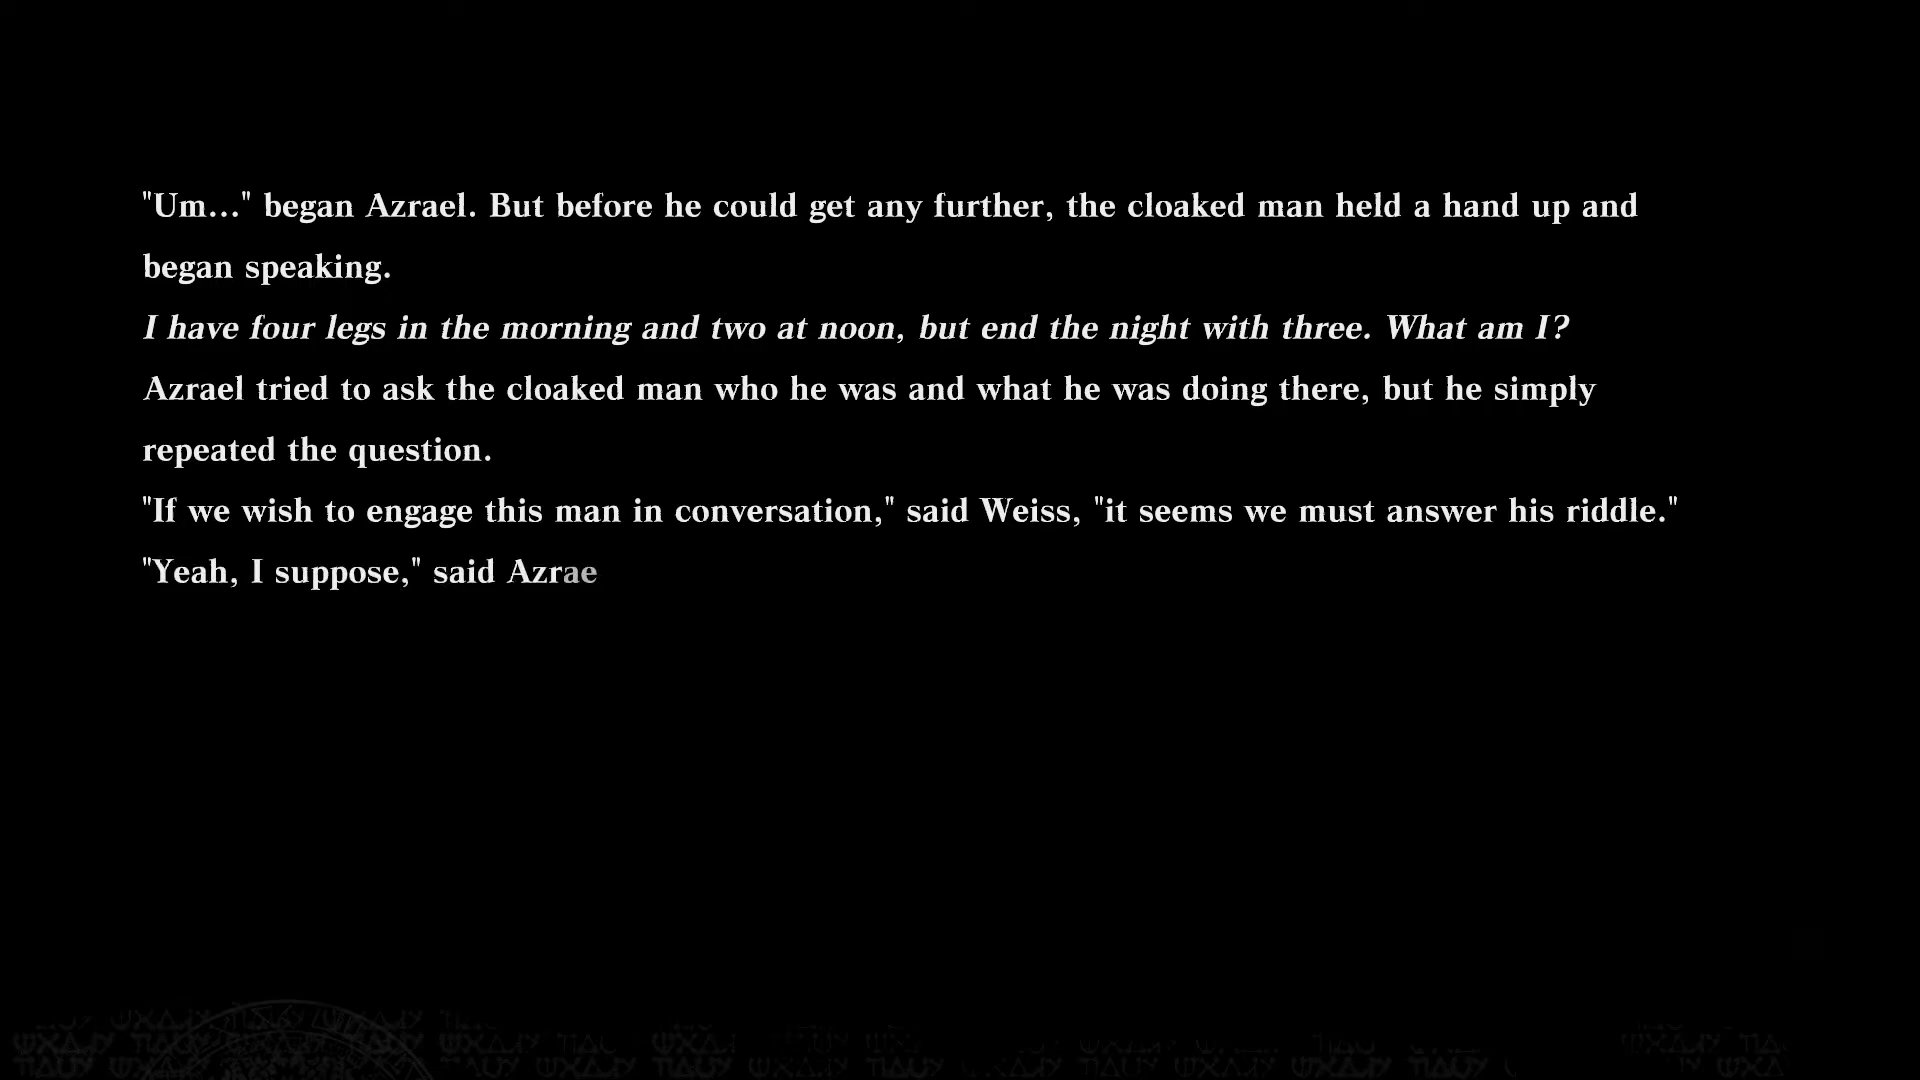 "Um..." began Azrael. But before he could get any further, the cloaked man held a hand up and
began speaking.
I have four legs in the morning and two at noon, but end the night with three. What am I?
Azrael tried to ask the cloaked man who he was and what he was doing there, but he simply
repeated the question.
"If we wish to engage this man in conversation," said Weiss, "it seems we must answer his riddle."
"Yeah, I suppose," said Azrae